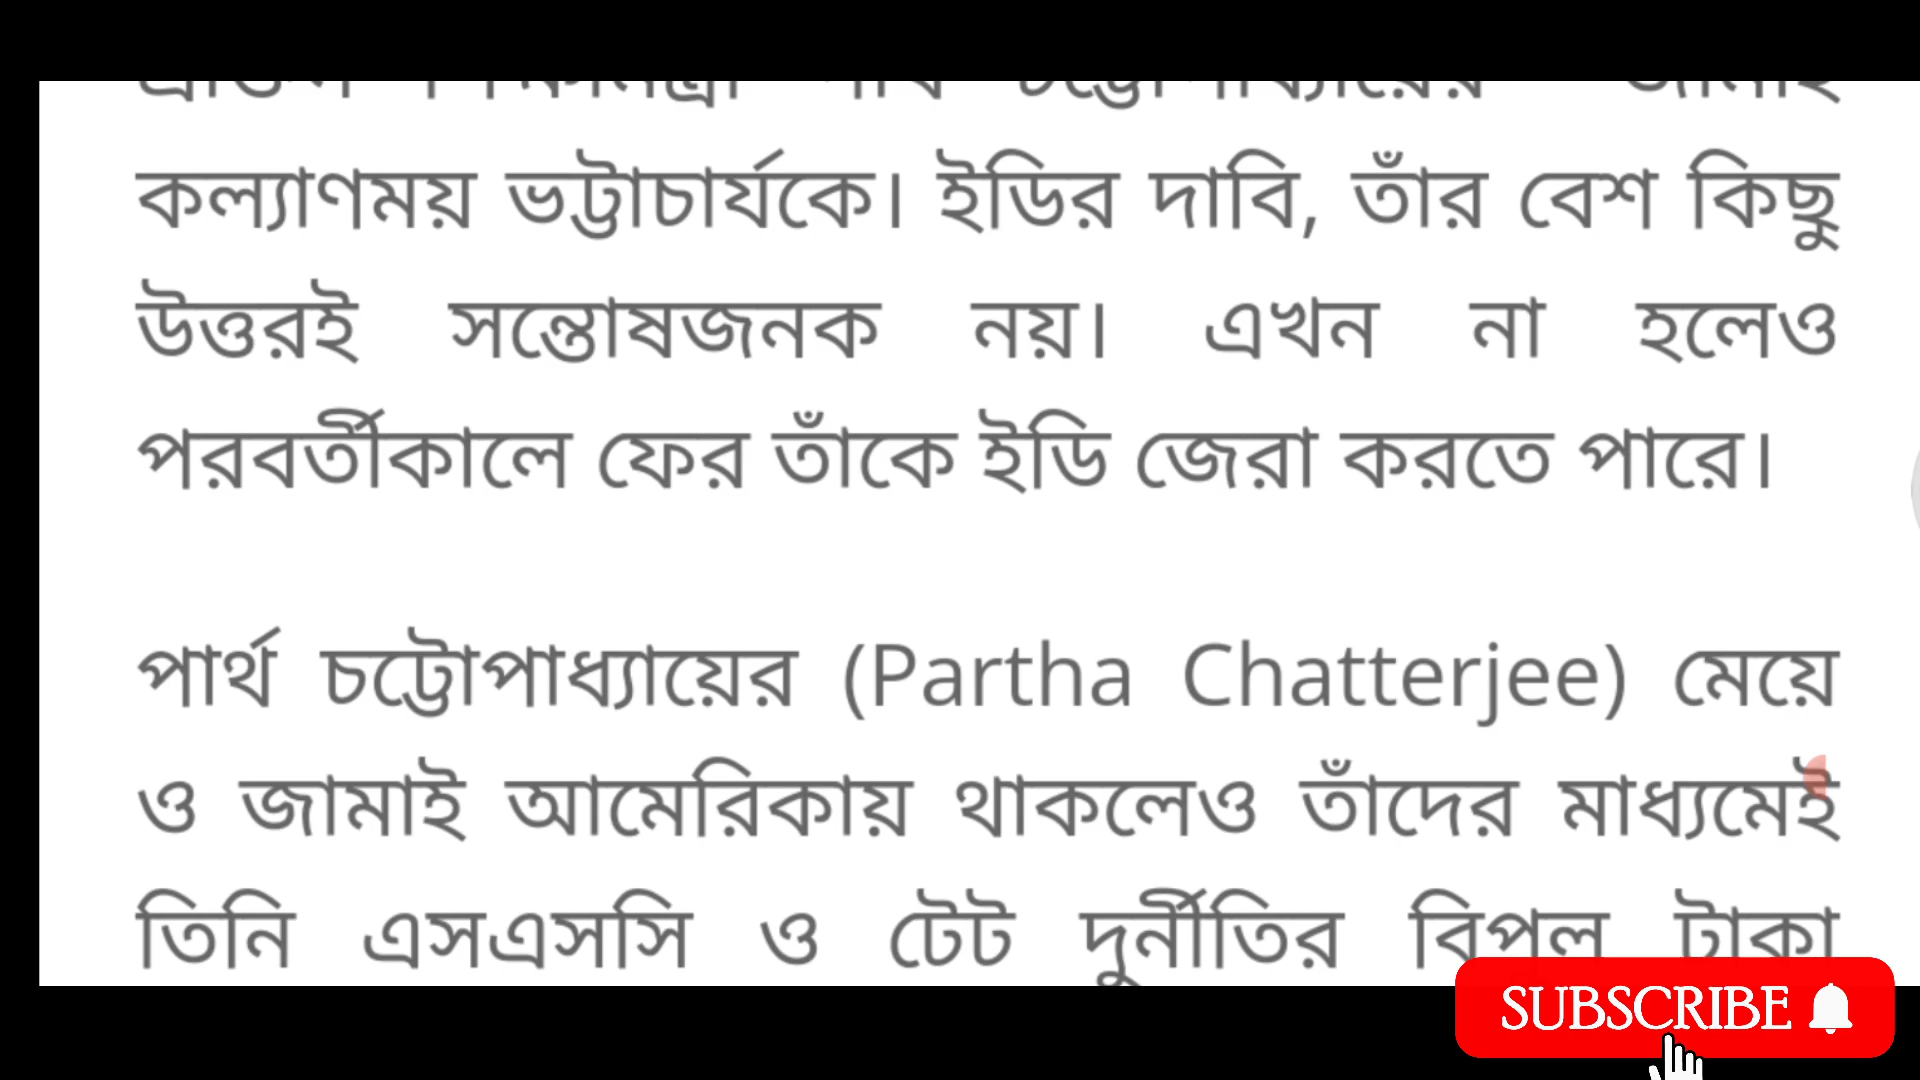 কল্যাণময় ভট্টাচার্যকে। ইডির দাবি, তাঁর বেশ কিছু
উত্তরই সন্তোষজনক নয়। এখন না হলেও
পরবর্তীকালে ফের তাঁকে ইডি জেরা করতে পারে।
পার্থ চট্টোপাধ্যায়ের (Partha Chatterjee) মেয়ে
ও জামাই আমেরিকায় থাকলেও তাঁদের মাধ্যমেই
তিনি এসএসসি ও টেট দুর্নীতির বিপুল টাকা
SUBSCRIBE